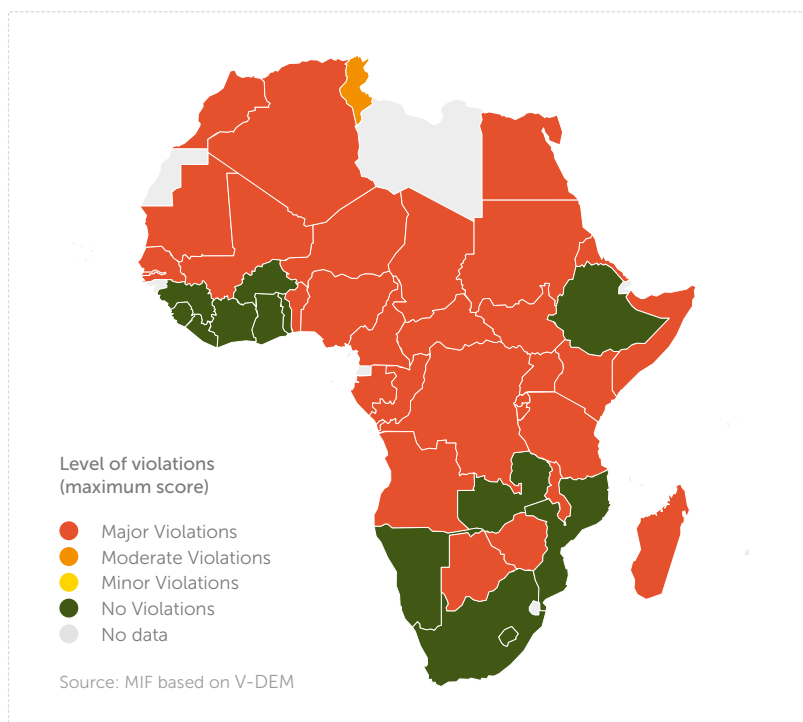 Level of violations
(maximum score)
Major Violations
Moderate Violations
Minor Violations
No Violations
No data
Source: MIF based on V-DEM